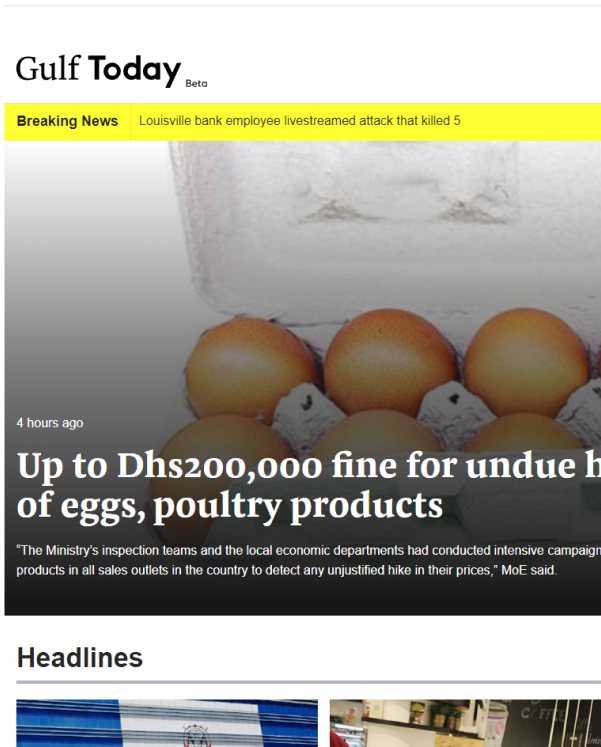 Gulf Today Beta
Breaking News Louisville bank employee livestreamed attack that killed 5
4 hours ago
Up to Dhs200,000 fine for undue h
of eggs, poultry products
“The Ministry’s inspection teams and the local economic departments had conducted intensive campaign
products in all sales outlets in the country to detect any unjustified hike in their prices,” MoE said.
Headlines